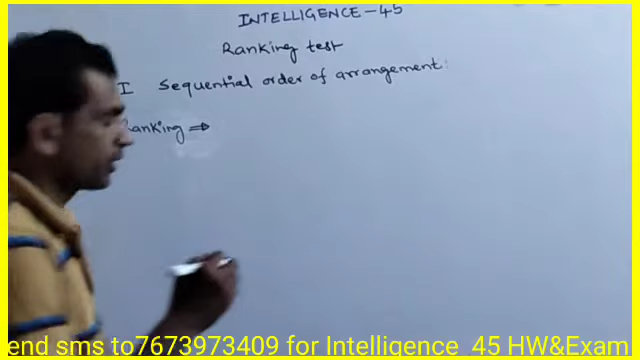 INTELLIGENCE - 45
Ranking test
I Sequential order of arrangement:
Ranking ⇒
end sms to7673973409 for Intelligence 45 HW&Exam